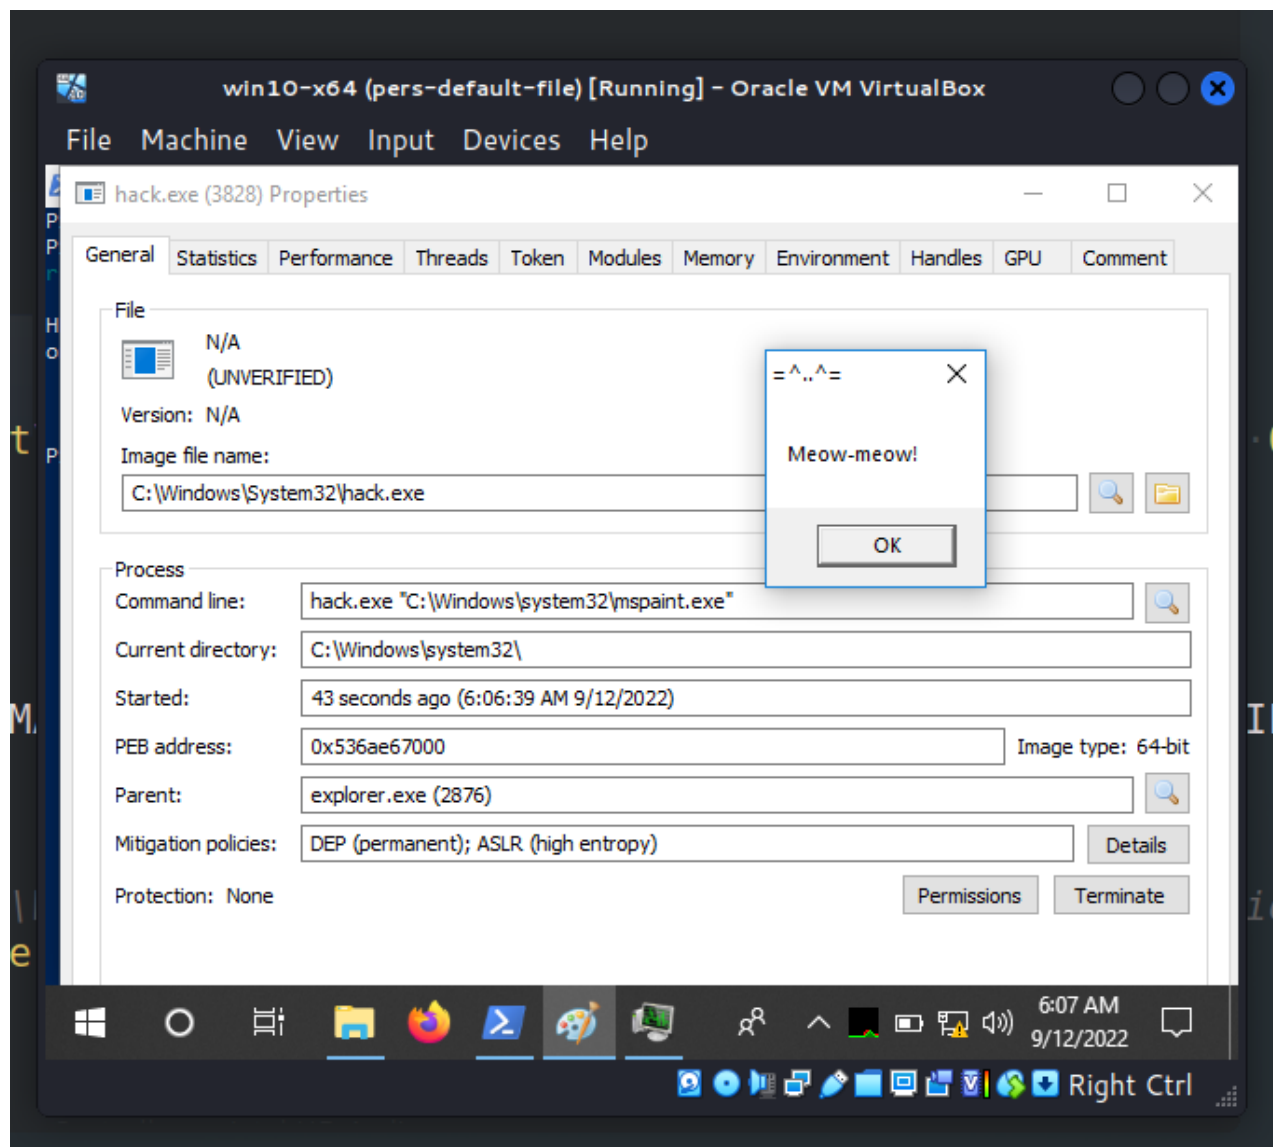 win10-x64 (pers-default-file) [Running] - Oracle VM VirtualBox
File Machine View Input Devices Help
hack.exe (3828) Properties
P
P
r
General Statistics Performance Threads Token Modules Memory Environment Handles GPU Comment
File
H
N/A
o
(UNVERIFIED)
=^..^=
Version: N/A
t
P
Image file name:
Meow-meow!
C:\Windows\System32\hack.exe
OK
Process
Command line: hack.exe "C:\Windows\system32\mspaint.exe"
Current directory: C:\Windows\system32\
Started: 43 seconds ago (6:06:39 AM 9/12/2022)
PEB address: 0x536ae67000 Image type: 64-bit
Parent: explorer.exe (2876)
Mitigation policies: DEP (permanent); ASLR (high entropy) Details
Protection: None Permissions Terminate
e
6:07 AM
9/12/2022
Right Ctrl